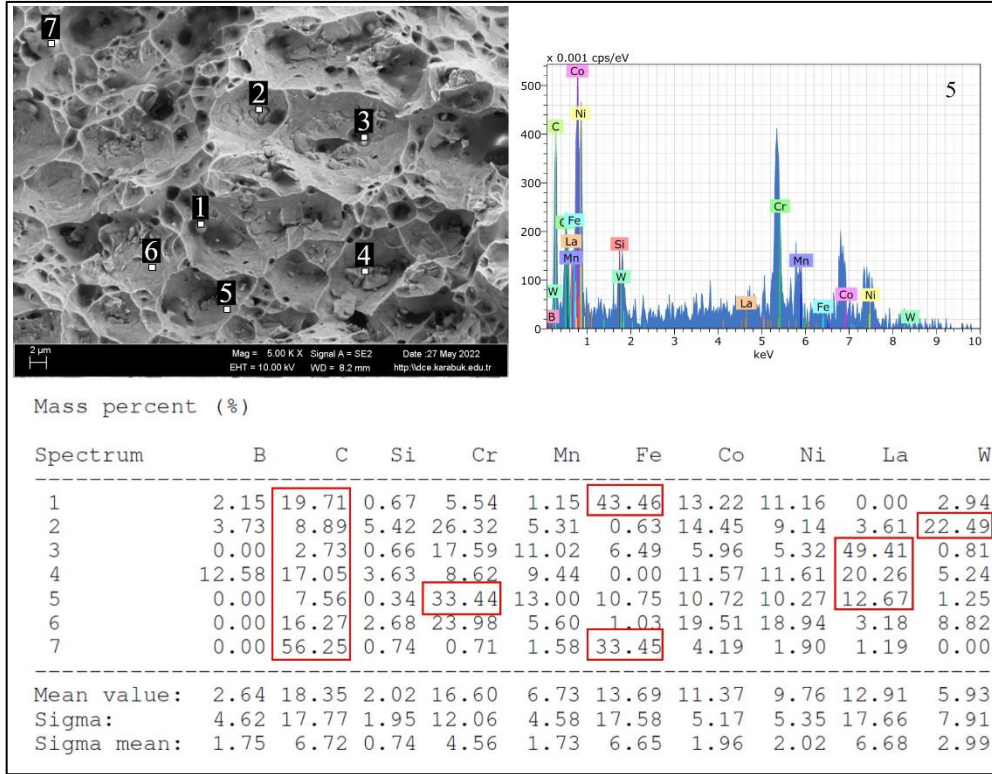 7
2
3
1
6
4
5
2 µm
Mag = 5.00 K X Signal A = SE2 Date :27 May 2022
EHT = 10.00 kV WD = 8.2 mm http\\idce.karabuk.edu.tr
x 0.001 cps/eV
5
Co
500
Ni
C
400
300
C Fe Cr
La Si
200
Mn W Mn
100
W La Fe Co Ni
B W
0
1 2 3 4 5 6 7 8 9 10
keV
Mass percent (%)
Spectrum B C Si Cr Mn Fe Co Ni La W
1 2.15 19.71 0.67 5.54 1.15 43.46 13.22 11.16 0.00 2.94
2 3.73 8.89 5.42 26.32 5.31 0.63 14.45 9.14 3.61 22.49
3 0.00 2.73 0.66 17.59 11.02 6.49 5.96 5.32 49.41 0.81
4 12.58 17.05 3.63 8.62 9.44 0.00 11.57 11.61 20.26 5.24
5 0.00 7.56 0.34 33.44 13.00 10.75 10.72 10.27 12.67 1.25
6 0.00 16.27 2.68 23.98 5.60 1.03 19.51 18.94 3.18 8.82
7 0.00 56.25 0.74 0.71 1.58 33.45 4.19 1.90 1.19 0.00
Mean value: 2.64 18.35 2.02 16.60 6.73 13.69 11.37 9.76 12.91 5.93
Sigma: 4.62 17.77 1.95 12.06 4.58 17.58 5.17 5.35 17.66 7.91
Sigma mean: 1.75 6.72 0.74 4.56 1.73 6.65 1.96 2.02 6.68 2.99